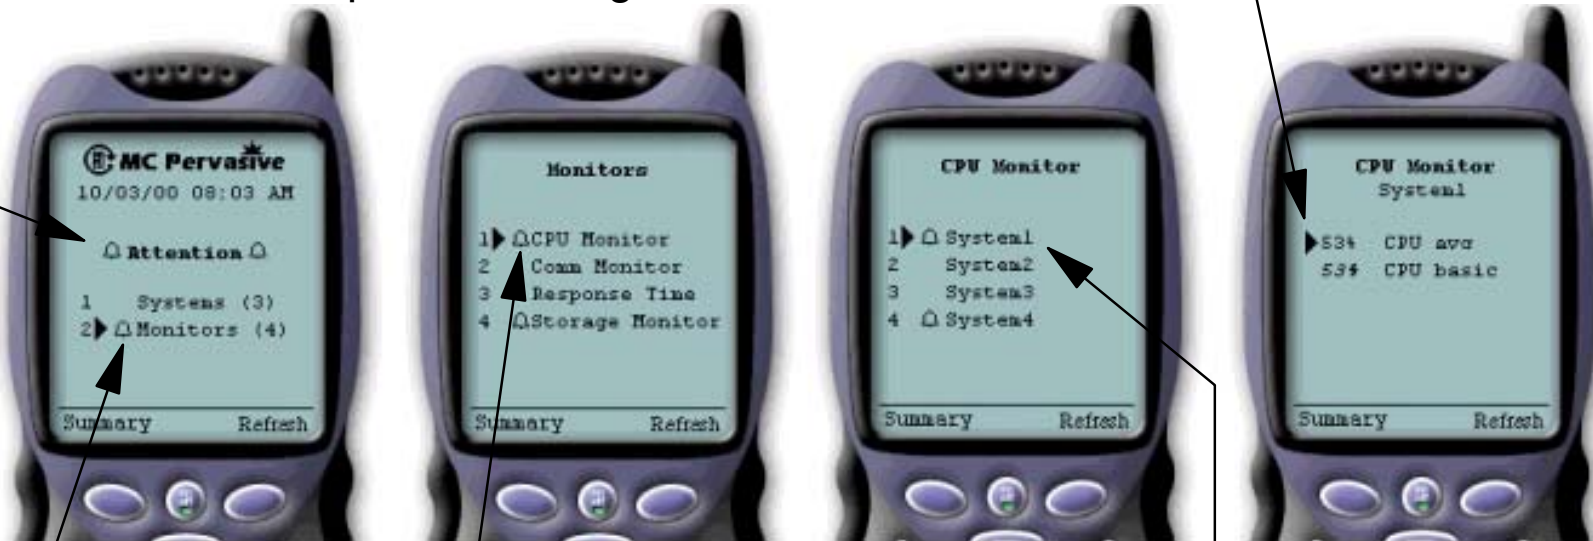 MC Pervasive
10/03/00 08:03 AM
Attention
1 Systems (3)
2 Monitors (4)
Summary Refresh
Monitors
1 CPU Monitor
2 Comm Monitor
3 Response Time
4 Storage Monitor
Summary Refresh
CPU Monitor
1 System1
2 System2
3 System3
4 System4
Summary Refresh
CPU Monitor
System1
53% CPU avg
53% CPU basic
Summary Refresh